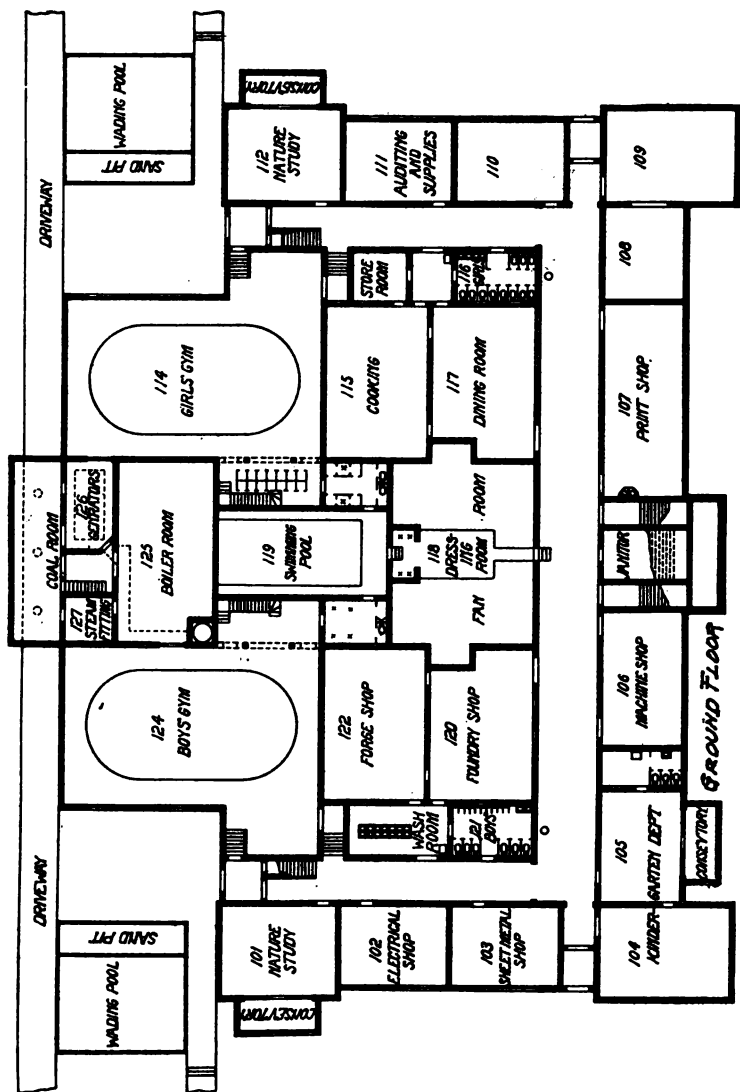 DRIVEWAY
DRIVEWAY
WADING POOL
SAND PIT
COAL ROOM
SAND PIT
WADING POOL
127
STEAM
FITTING
126
GENRATORS
125
BOILER ROOM
124
BOYS' GYM
119
SWIMMING
POOL
114
GIRLS' GYM
CONSEVTORY
101
NATURE
STUDY
112
NATURE
STUDY
CONSEVTORY
WASH
ROOM
122
FORGE SHOP
115
COOKING
STORE
ROOM
102
ELECTRICAL
SHOP
111
AUDITING
AND
SUPPLIES
121
BOYS
120
FOUNDRY SHOP
FAN
118
DRESS-
ING
ROOM
ROOM
117
DINING ROOM
116
GIRLS
103
SHEET METAL
SHOP
110
104
KINDER-
105
GARTEN DEPT
CONSEVTORY
106
MACHINE SHOP
JANITOR
107
PRINT SHOP.
108
109
GROUND FLOOR